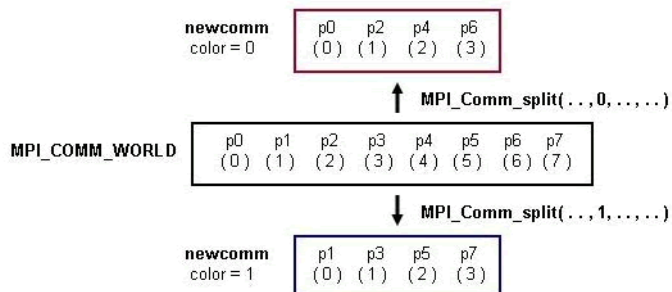 newcomm
color = 0
p0 p2 p4 p6
(0) (1) (2) (3)
MPI_Comm_split(..,0,..,..)
MPI_COMM_WORLD
p0 p1 p2 p3 p4 p5 p6 p7
(0) (1) (2) (3) (4) (5) (6) (7)
MPI_Comm_split(..,1,..,..)
newcomm
color = 1
p1 p3 p5 p7
(0) (1) (2) (3)